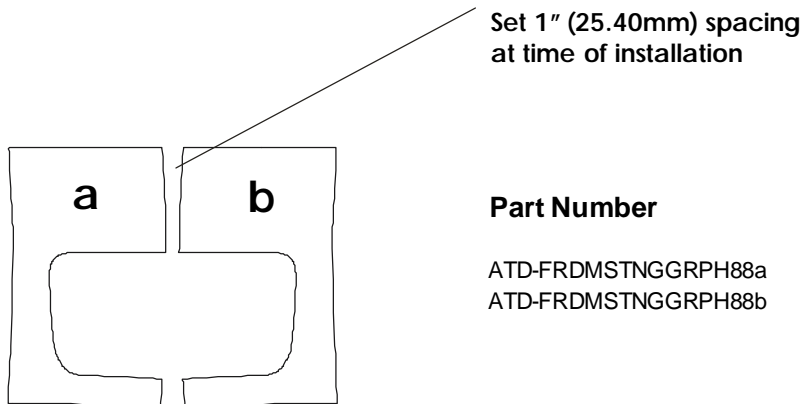 Set 1" (25.40mm) spacing
at time of installation
a
b
Part Number
ATD-FRDMSTNGGRPH88a
ATD-FRDMSTNGGRPH88b